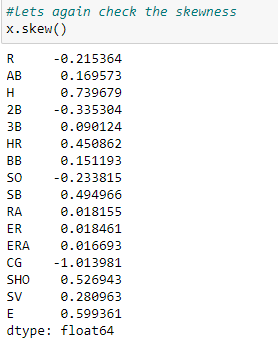 #lets again check the skewness
x.skew()
R -0.215364
AB 0.169573
H 0.739679
2B -0.335304
3B 0.090124
HR 0.450862
BB 0.151193
SO -0.233815
SB 0.494966
RA 0.018155
ER 0.018461
ERA 0.016693
CG -1.013981
SHO 0.526943
SV 0.280963
E 0.599361
dtype: float64